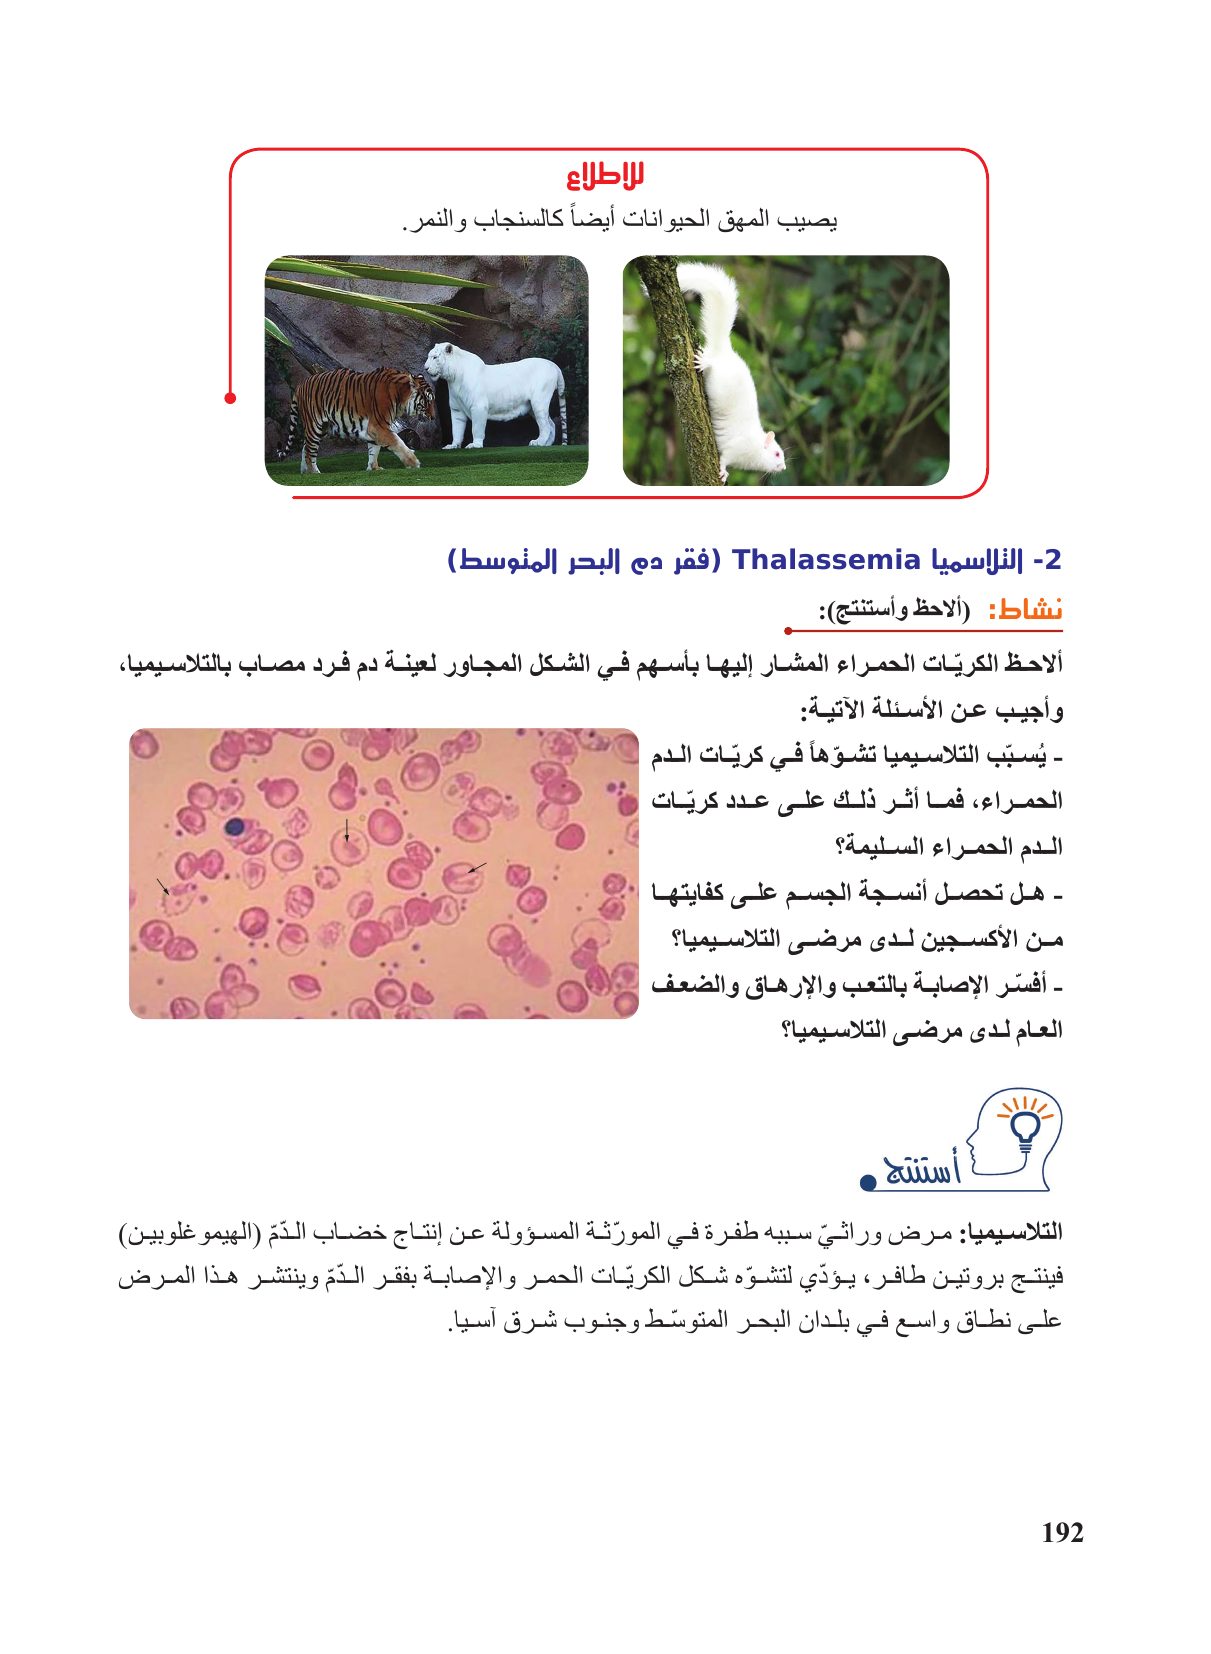 للإطلاع
يصيب المهق الحيوانات أيضاً كالسنجاب والنمر.
2- التلاسميا Thalassemia (فقر دم البحر المتوسط)
نشاط: (ألاحظ وأستنتج):
ألاحظ الكريّات الحمراء المشار إليها بأسهم في الشكل المجاور لعينة دم فرد مصاب بالتلاسيميا،
وأجيب عن الأسئلة الآتية:
- يُسبّب التلاسيميا تشوّهاً في كريّات الدم
الحمراء، فما أثر ذلك على عدد كريّات
الدم الحمراء السليمة؟
- هل تحصل أنسجة الجسم على كفايتها
من الأكسجين لدى مرضى التلاسيميا؟
- أفسّر الإصابة بالتعب والإرهاق والضعف
العام لدى مرضى التلاسيميا؟
أستنتج
التلاسيميا: مرض وراثيّ سببه طفرة في المورّثة المسؤولة عن إنتاج خضاب الدّمّ (الهيموغلوبين)
فينتج بروتين طافر، يؤدّي لتشوّه شكل الكريّات الحمر والإصابة بفقر الدّمّ وينتشر هذا المرض
على نطاق واسع في بلدان البحر المتوسّط وجنوب شرق آسيا.
192